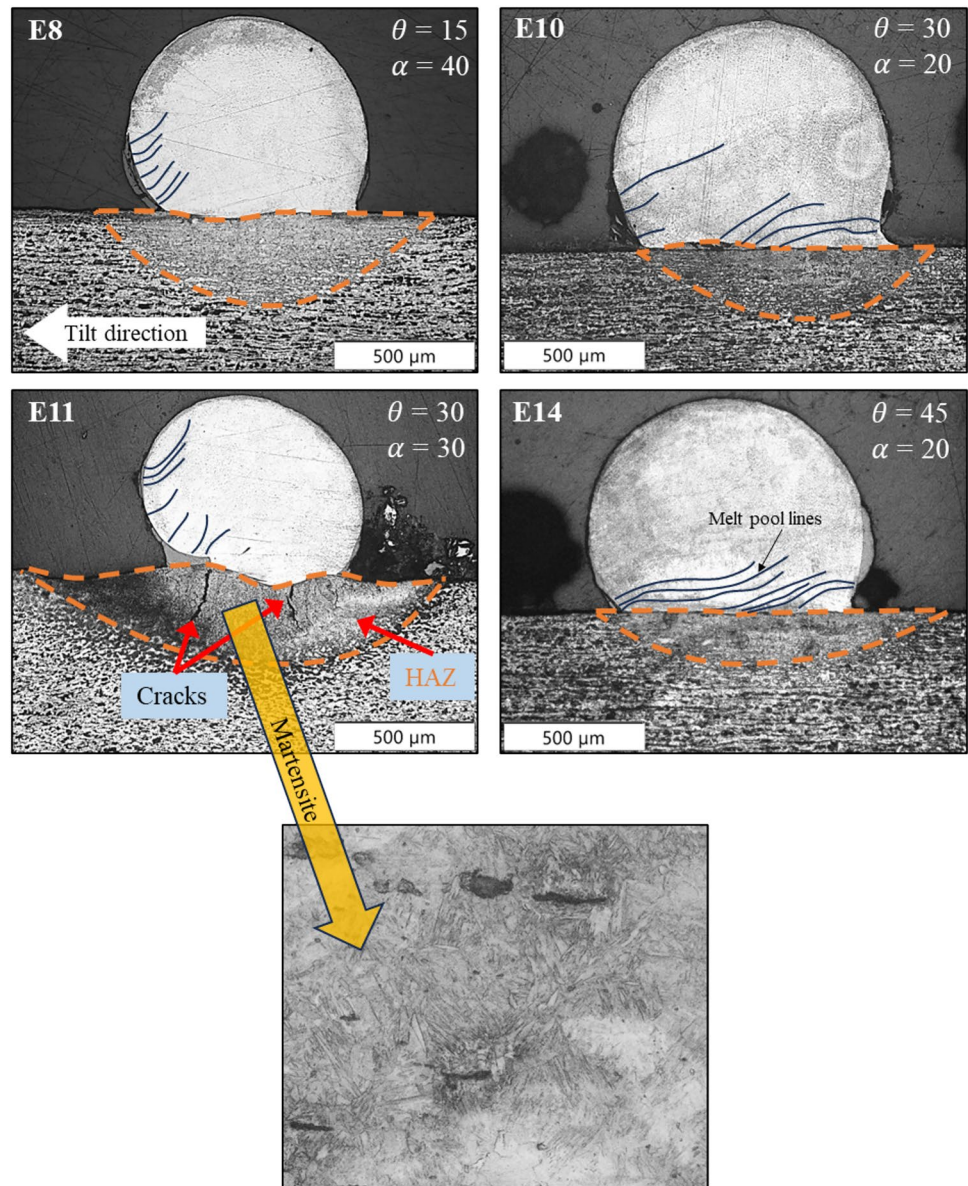 E8
θ = 15
α = 40
Tilt direction
500 µm
E10
θ = 30
α = 20
500 µm
E11
θ = 30
α = 30
Cracks
HAZ
500 µm
Martensite
E14
θ = 45
α = 20
Melt pool lines
500 µm